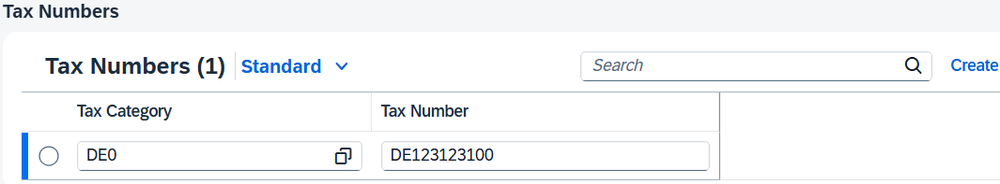 Tax Numbers
Tax Numbers (1) Standard Search Create
Tax Category Tax Number
DE0 DE123123100